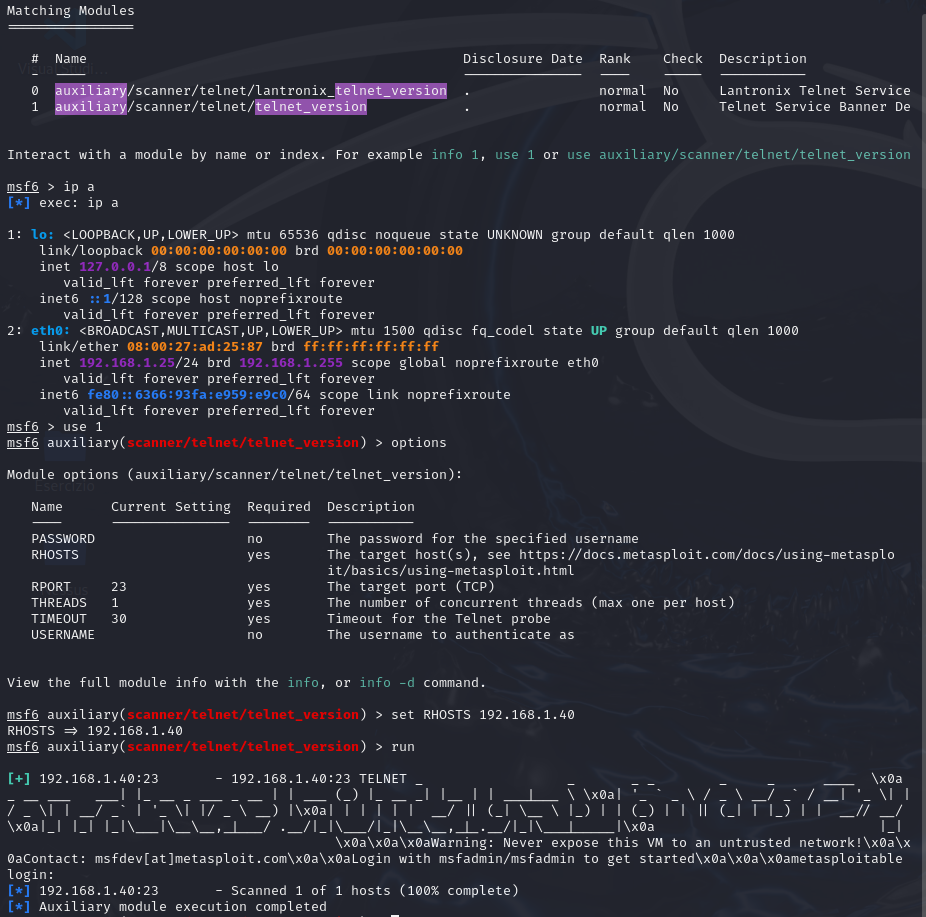 Matching Modules
================
#  Name                                             Disclosure Date  Rank    Check  Description
-  ----                                             ---------------  ----    -----  -----------
0  auxiliary/scanner/telnet/lantronix_telnet_version  .                normal  No     Lantronix Telnet Service
1  auxiliary/scanner/telnet/telnet_version            .                normal  No     Telnet Service Banner De
Interact with a module by name or index. For example info 1, use 1 or use auxiliary/scanner/telnet/telnet_version
msf6 > ip a
[*] exec: ip a
1: lo: <LOOPBACK,UP,LOWER_UP> mtu 65536 qdisc noqueue state UNKNOWN group default qlen 1000
link/loopback 00:00:00:00:00:00 brd 00:00:00:00:00:00
inet 127.0.0.1/8 scope host lo
valid_lft forever preferred_lft forever
inet6 ::1/128 scope host noprefixroute
valid_lft forever preferred_lft forever
2: eth0: <BROADCAST,MULTICAST,UP,LOWER_UP> mtu 1500 qdisc fq_codel state UP group default qlen 1000
link/ether 08:00:27:ad:25:87 brd ff:ff:ff:ff:ff:ff
inet 192.168.1.25/24 brd 192.168.1.255 scope global noprefixroute eth0
valid_lft forever preferred_lft forever
inet6 fe80::6366:93fa:e959:e9c0/64 scope link noprefixroute
valid_lft forever preferred_lft forever
msf6 > use 1
msf6 auxiliary(scanner/telnet/telnet_version) > options
Module options (auxiliary/scanner/telnet/telnet_version):
Name      Current Setting  Required  Description
----      ---------------  --------  -----------
PASSWORD                   no        The password for the specified username
RHOSTS                     yes       The target host(s), see https://docs.metasploit.com/docs/using-metasplo
it/basics/using-metasploit.html
RPORT     23               yes       The target port (TCP)
THREADS   1                yes       The number of concurrent threads (max one per host)
TIMEOUT   30               yes       Timeout for the Telnet probe
USERNAME                   no        The username to authenticate as
View the full module info with the info, or info -d command.
msf6 auxiliary(scanner/telnet/telnet_version) > set RHOSTS 192.168.1.40
RHOSTS => 192.168.1.40
msf6 auxiliary(scanner/telnet/telnet_version) > run
[+] 192.168.1.40:23       - 192.168.1.40:23 TELNET _                  _       _ _        _     _      ____  \x0a
_ __ ___   ___| |_ __ _ ___ _ __ | | ___ (_) |_ __ _| |__ | | ___|___ \ \x0a| '_ ` _ \ / _ \ __/ _` / __| '_ \| |
/ _ \| | __/ _` | '_ \| |/ _ \ __) |\x0a| | | | | |  __/ || (_| \__ \ |_) | | (_) | | || (_| | |_) | |  __// __/
\x0a|_| |_| |_|\___|\__\__,_|___/ .__/|_|\___/|_|\__\__,_|_.__/|_|\___|_____|\x0a                            |_|
\x0a\x0a\x0aWarning: Never expose this VM to an untrusted network!\x0a\x
0aContact: msfdev[at]metasploit.com\x0a\x0aLogin with msfadmin/msfadmin to get started\x0a\x0a\x0ametasploitable
login:
[*] 192.168.1.40:23       - Scanned 1 of 1 hosts (100% complete)
[*] Auxiliary module execution completed